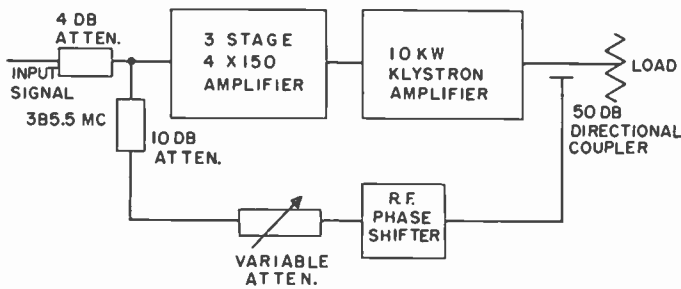 4 DB
ATTEN.
INPUT
SIGNAL
385.5 MC
3 STAGE
4 X 150
AMPLIFIER
10 KW
KLYSTRON
AMPLIFIER
LOAD
50 DB
DIRECTIONAL
COUPLER
10 DB
ATTEN.
R.F.
PHASE
SHIFTER
VARIABLE
ATTEN.